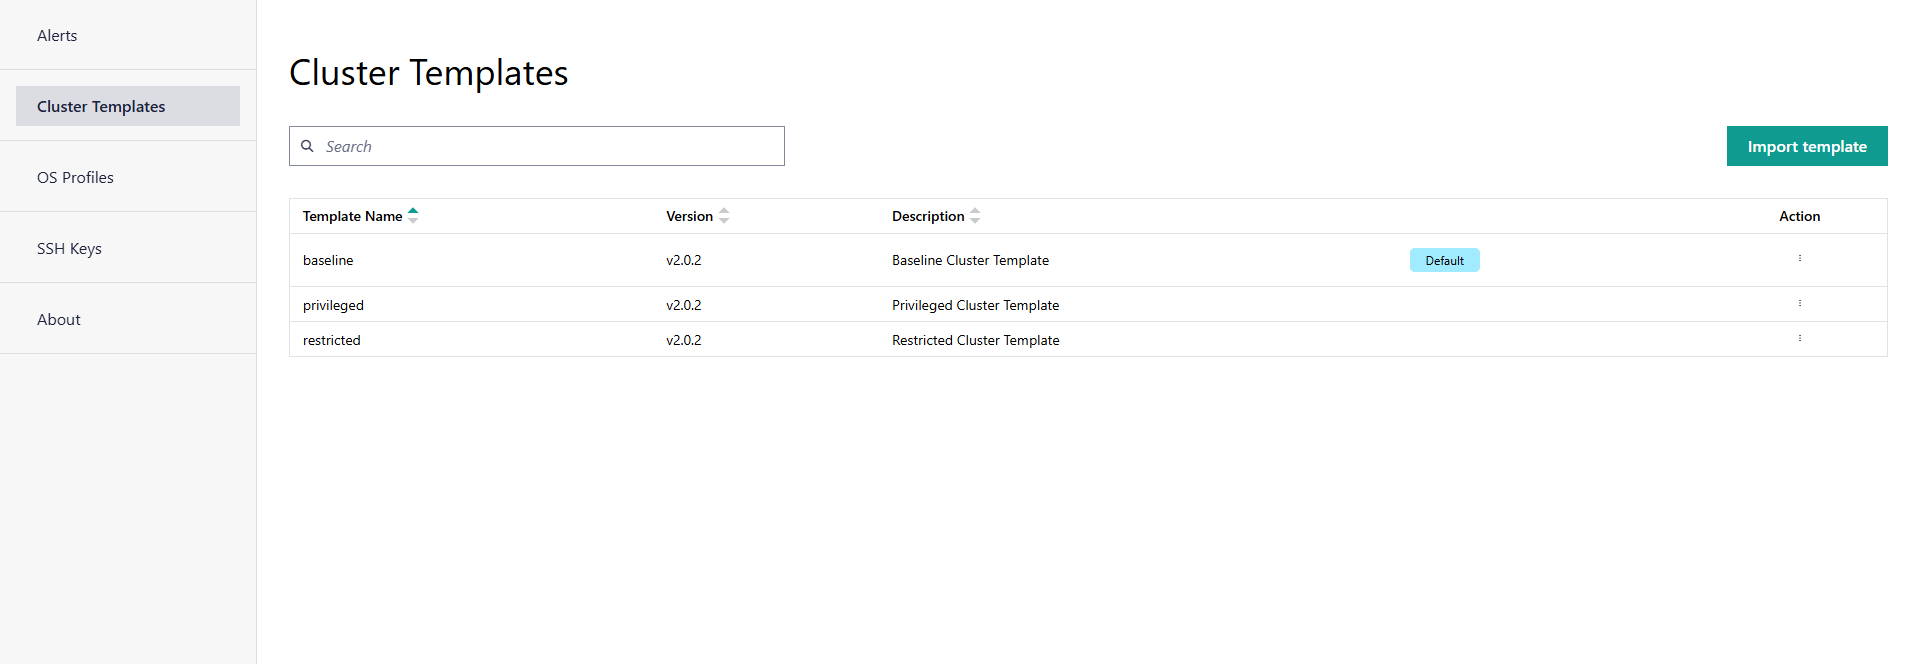 Alerts
Cluster Templates
OS Profiles
SSH Keys
About
Cluster Templates
Search
Import template
Template Name Version Description Action
baseline v2.0.2 Baseline Cluster Template Default
privileged v2.0.2 Privileged Cluster Template
restricted v2.0.2 Restricted Cluster Template